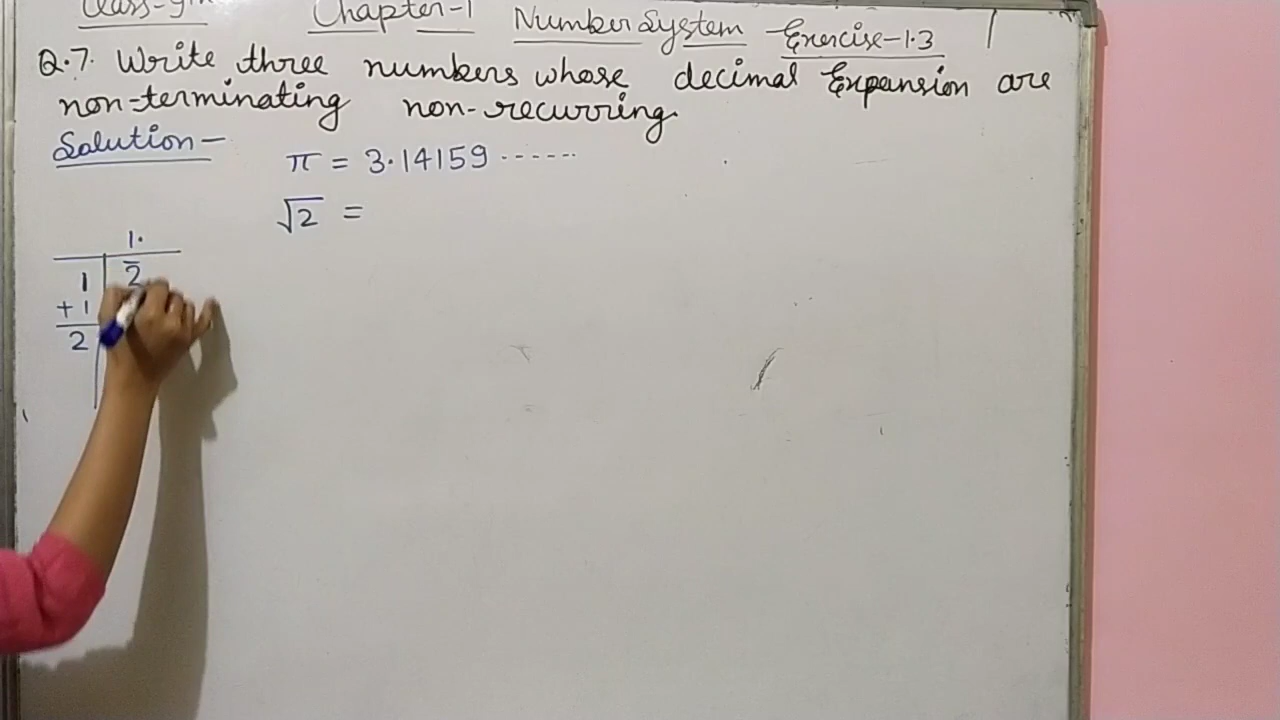 Class-9th Chapter-1 Number System Exercise-1.3
Q.7. Write three numbers whose decimal Expansion are
non-terminating non-recurring.
Solution-
π = 3.14159 ------
√2 =
1.
1 2
+1
2